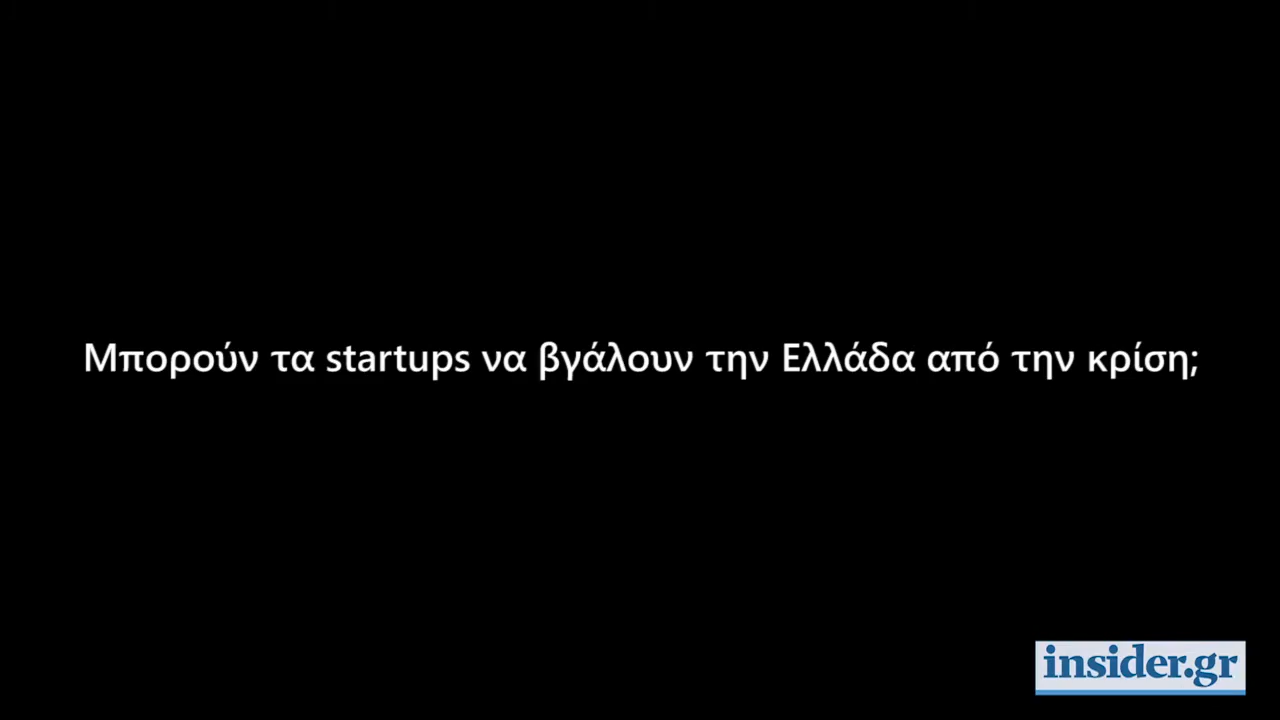 Μπορούν τα startups να βγάλουν την Ελλάδα από την κρίση;
insider.gr